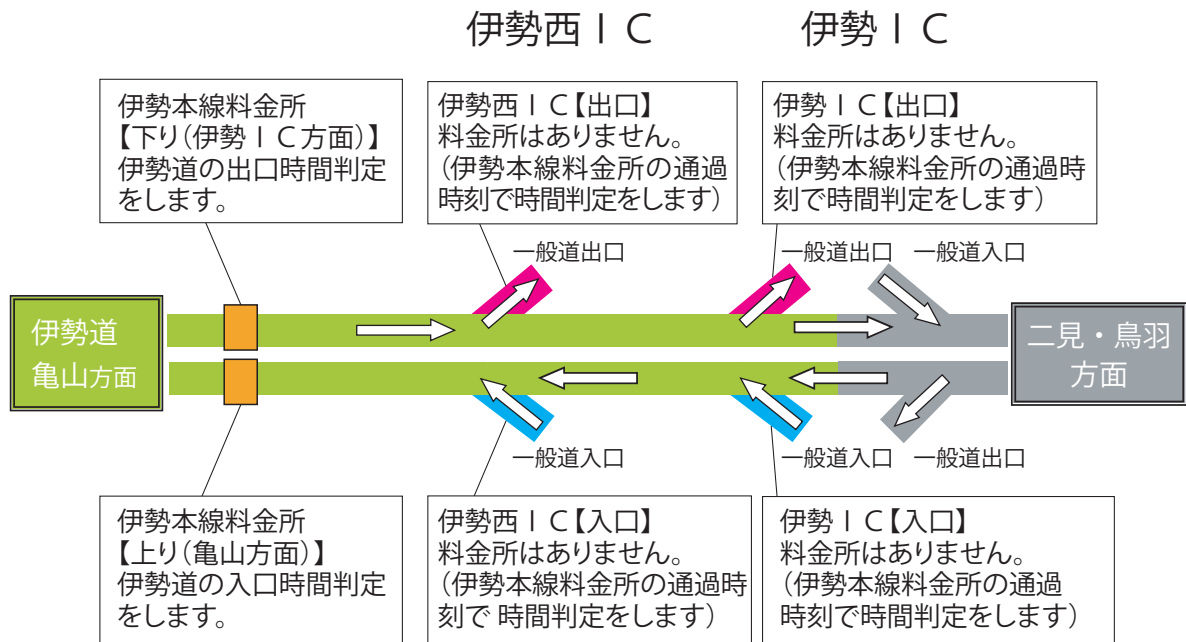 伊勢西ＩＣ
伊勢ＩＣ
伊勢本線料金所
【下り(伊勢ＩＣ方面)】
伊勢道の出口時間判定
をします。
伊勢西ＩＣ【出口】
料金所はありません。
(伊勢本線料金所の通過
時刻で時間判定をします)
伊勢ＩＣ【出口】
料金所はありません。
(伊勢本線料金所の通過時
刻で時間判定をします)
一般道出口
一般道出口
一般道入口
伊勢道
亀山方面
二見・鳥羽
方面
一般道入口
一般道入口
一般道出口
伊勢本線料金所
【上り(亀山方面)】
伊勢道の入口時間判定
をします。
伊勢西ＩＣ【入口】
料金所はありません。
(伊勢本線料金所の通過時
刻で 時間判定をします)
伊勢ＩＣ【入口】
料金所はありません。
(伊勢本線料金所の通過
時刻で時間判定をします)